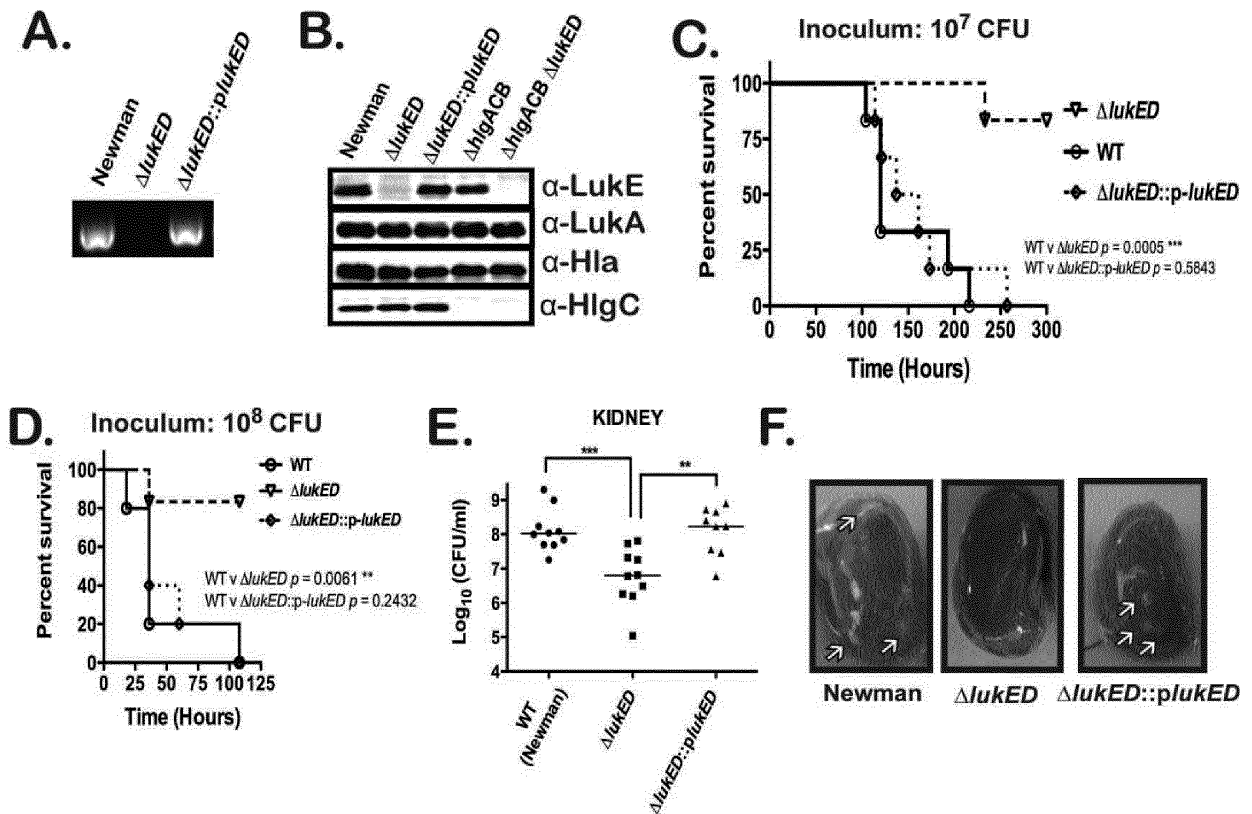 A.
Newman
ΔlukED
ΔlukED::plukED
B.
Newman
ΔlukED
ΔlukED::plukED
ΔhlgACB
ΔhlgACB ΔlukED
α-LukE
α-LukA
α-Hla
α-HlgC
C.
Inoculum: 10⁷ CFU
Percent survival
100
75
50
25
0
0 50 100 150 200 250 300
Time (Hours)
ΔlukED
WT
ΔlukED::p-lukED
WT v ΔlukED p = 0.0005 ***
WT v ΔlukED::p-lukED p = 0.5843
D.
Inoculum: 10⁸ CFU
Percent survival
100
80
60
40
20
0
0 25 50 75 100 125
Time (Hours)
WT
ΔlukED
ΔlukED::p-lukED
WT v ΔlukED p = 0.0061 **
WT v ΔlukED::p-lukED p = 0.2432
E.
KIDNEY
*** 
**
Log₁₀ (CFU/ml)
9
8
7
6
5
4
WT
(Newman)
ΔlukED
ΔlukED::plukED
F.
Newman
ΔlukED
ΔlukED::plukED